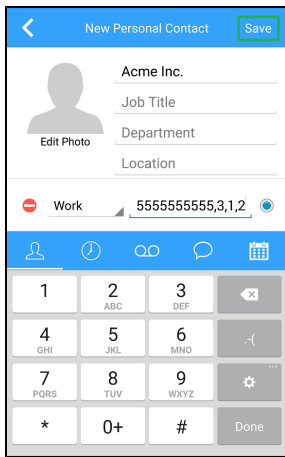 New Personal Contact Save
Acme Inc.
Job Title
Department
Edit Photo
Location
Work 5555555555,3,1,2
1 2 3
ABC DEF
4 5 6 .-(
GHI JKL MNO
7 8 9 ...
PQRS TUV WXYZ
* 0+ # Done